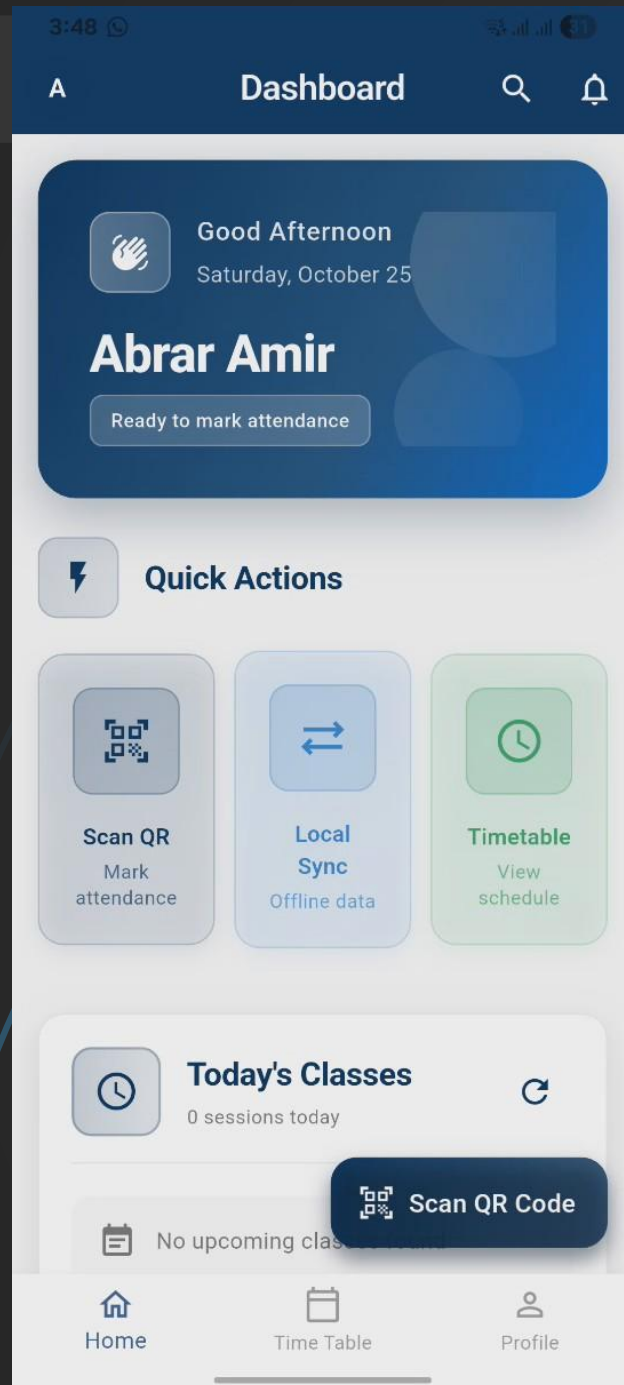 3:48 31
A Dashboard
Good Afternoon
Saturday, October 25
Abrar Amir
Ready to mark attendance
Quick Actions
Scan QR
Mark
attendance
Local
Sync
Offline data
Timetable
View
schedule
Today's Classes
0 sessions today
Scan QR Code
No upcoming
Home Time Table Profile